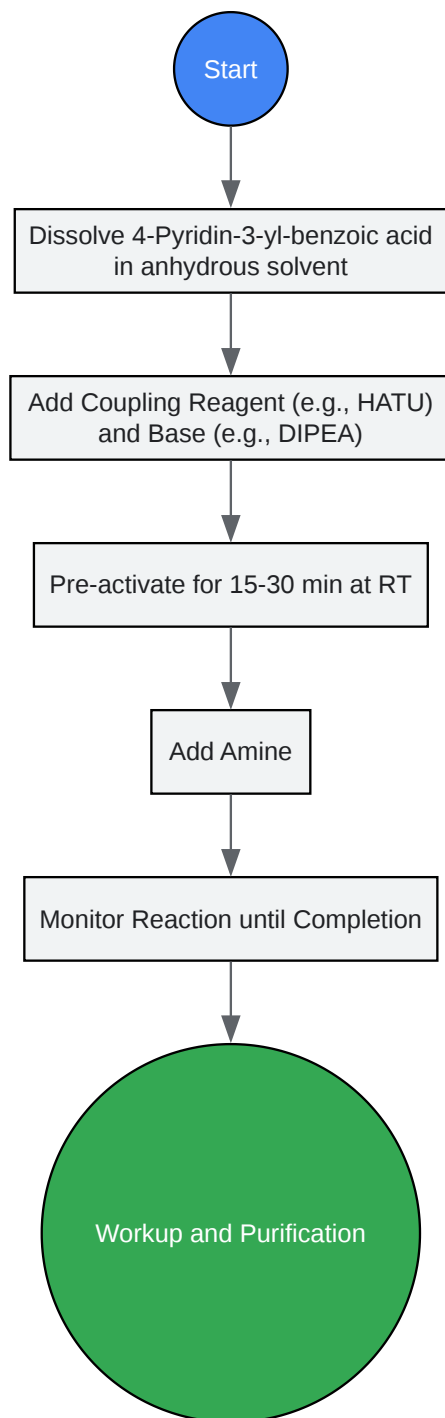 Start
Dissolve 4-Pyridin-3-yl-benzoic acid
in anhydrous solvent
Add Coupling Reagent (e.g., HATU)
and Base (e.g., DIPEA)
Pre-activate for 15-30 min at RT
Add Amine
Monitor Reaction until Completion
Workup and Purification